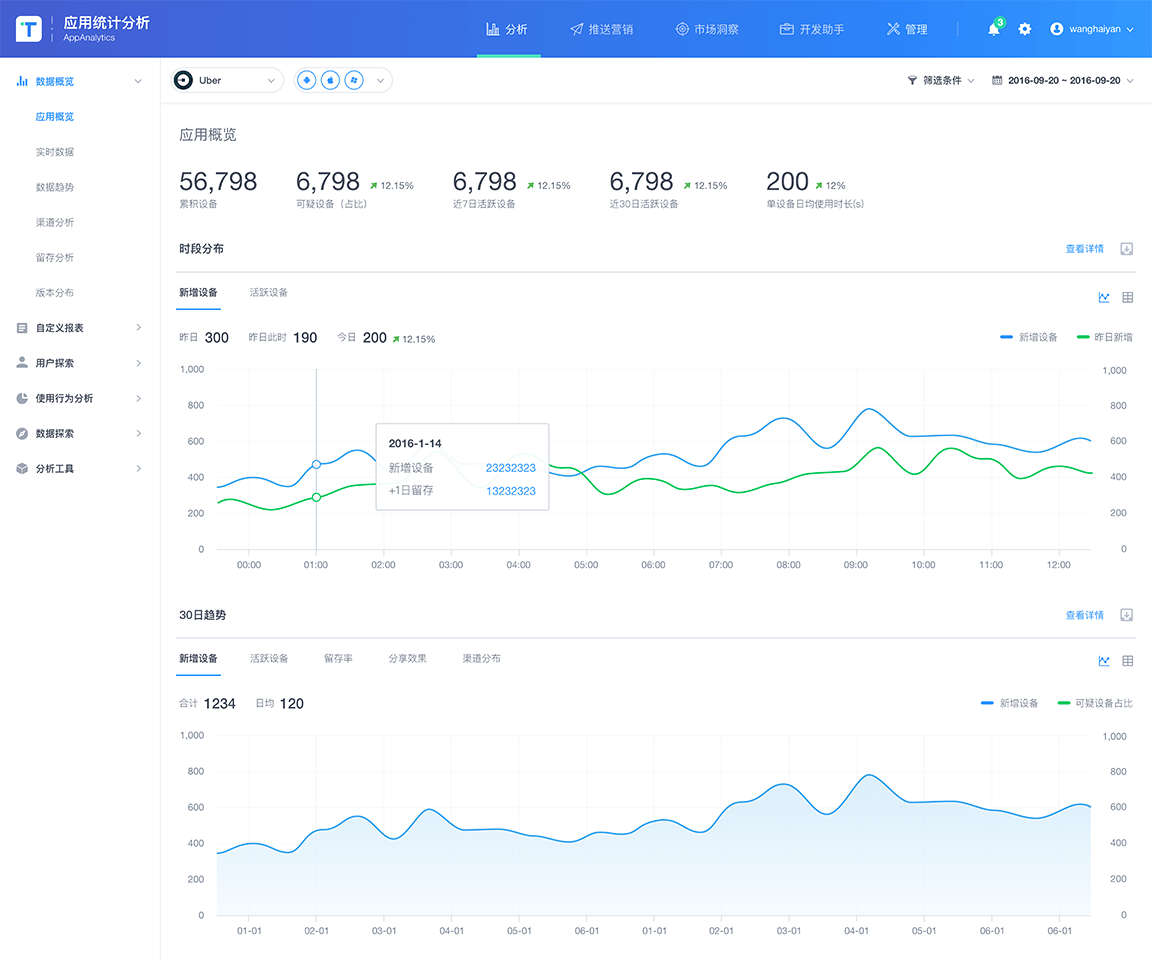 T 应用统计分析
AppAnalytics
分析 推送营销 市场洞察 开发助手 管理 3 wanghaiyan
数据概览
应用概览
实时数据
数据趋势
渠道分析
留存分析
版本分布
自定义报表
用户探索
使用行为分析
数据探索
分析工具
Uber 筛选条件 2016-09-20 ~ 2016-09-20
应用概览
56,798 6,798 12.15% 6,798 12.15% 6,798 12.15% 200 12%
累积设备 可疑设备（占比） 近7日活跃设备 近30日活跃设备 单设备日均使用时长(s)
时段分布 查看详情
新增设备 活跃设备
昨日 300 昨日此时 190 今日 200 12.15% 新增设备 昨日新增
1,000 1,000
800 800
600 600
400 400
200 200
0 0
2016-1-14
新增设备 23232323
+1日留存 13232323
00:00 01:00 02:00 03:00 04:00 05:00 06:00 07:00 08:00 09:00 10:00 11:00 12:00
30日趋势 查看详情
新增设备 活跃设备 留存率 分享效果 渠道分布
合计 1234 日均 120 新增设备 可疑设备占比
1,000 1,000
800 800
600 600
400 400
200 200
0 0
01-01 02-01 03-01 04-01 05-01 06-01 01-01 02-01 03-01 04-01 05-01 06-01 06-01